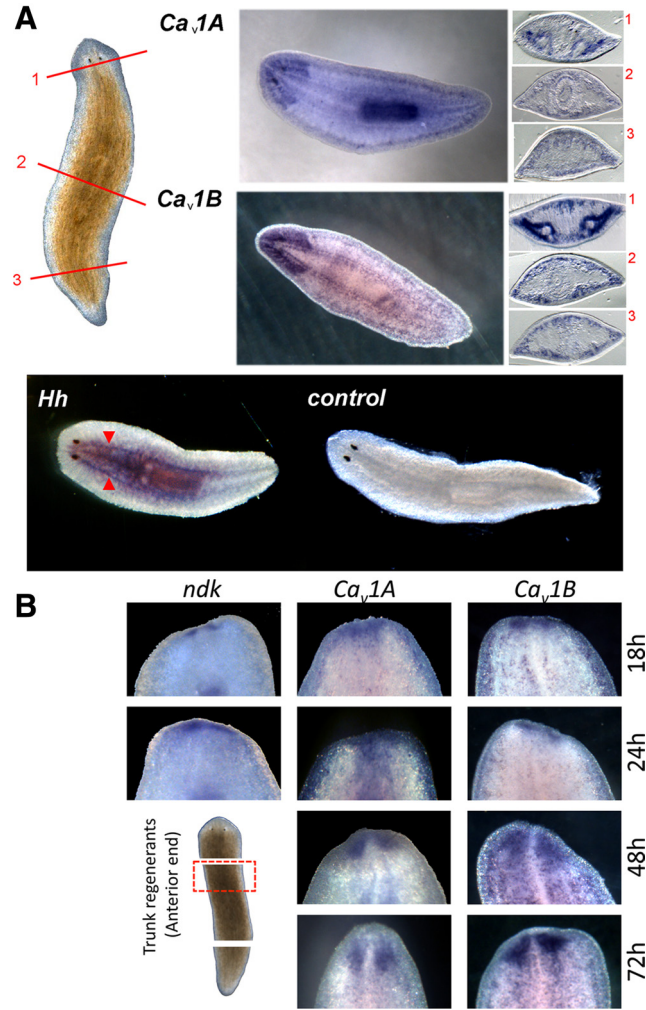 A
Caᵥ1A
1
2
3
1
2
3
Caᵥ1B
1
2
3
Hh
control
B
ndk
Caᵥ1A
Caᵥ1B
18h
24h
48h
72h
Trunk regenerants
(Anterior end)